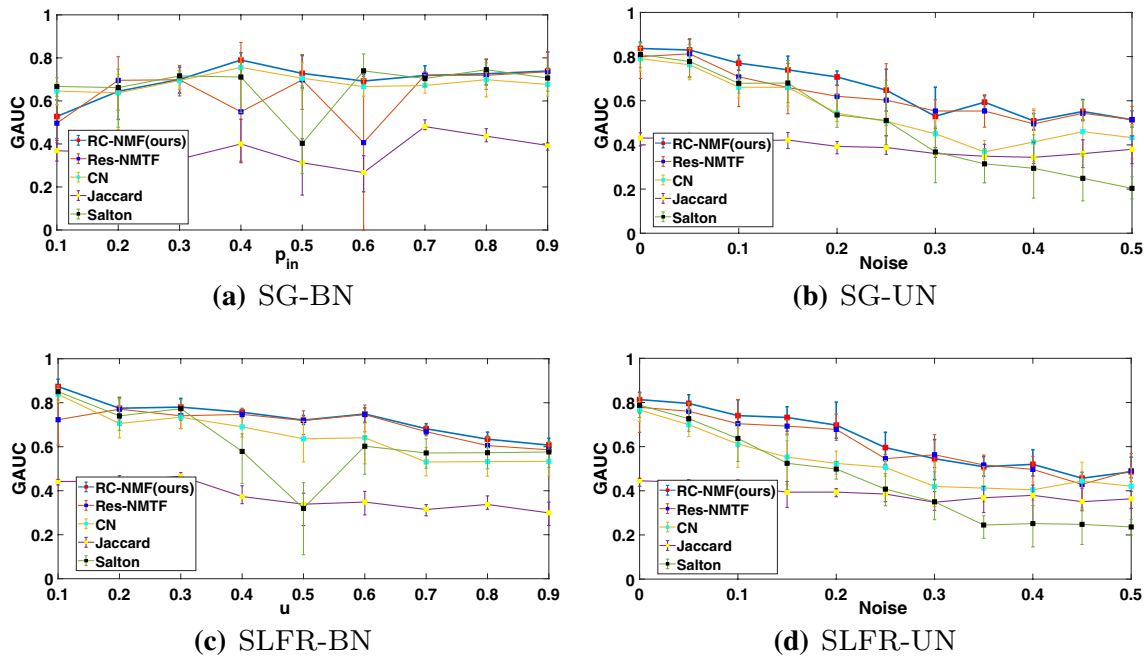 1
0.8
0.6
0.4
0.2
0
GAUC
RC-NMF(ours)
Res-NMTF
CN
Jaccard
Salton
0.1 0.2 0.3 0.4 0.5 0.6 0.7 0.8 0.9
p_in
(a) SG-BN
1
0.8
0.6
0.4
0.2
0
GAUC
RC-NMF(ours)
Res-NMTF
CN
Jaccard
Salton
0 0.1 0.2 0.3 0.4 0.5
Noise
(b) SG-UN
1
0.8
0.6
0.4
0.2
0
GAUC
RC-NMF(ours)
Res-NMTF
CN
Jaccard
Salton
0.1 0.2 0.3 0.4 0.5 0.6 0.7 0.8 0.9
u
(c) SLFR-BN
1
0.8
0.6
0.4
0.2
0
GAUC
RC-NMF(ours)
Res-NMTF
CN
Jaccard
Salton
0 0.1 0.2 0.3 0.4 0.5
Noise
(d) SLFR-UN